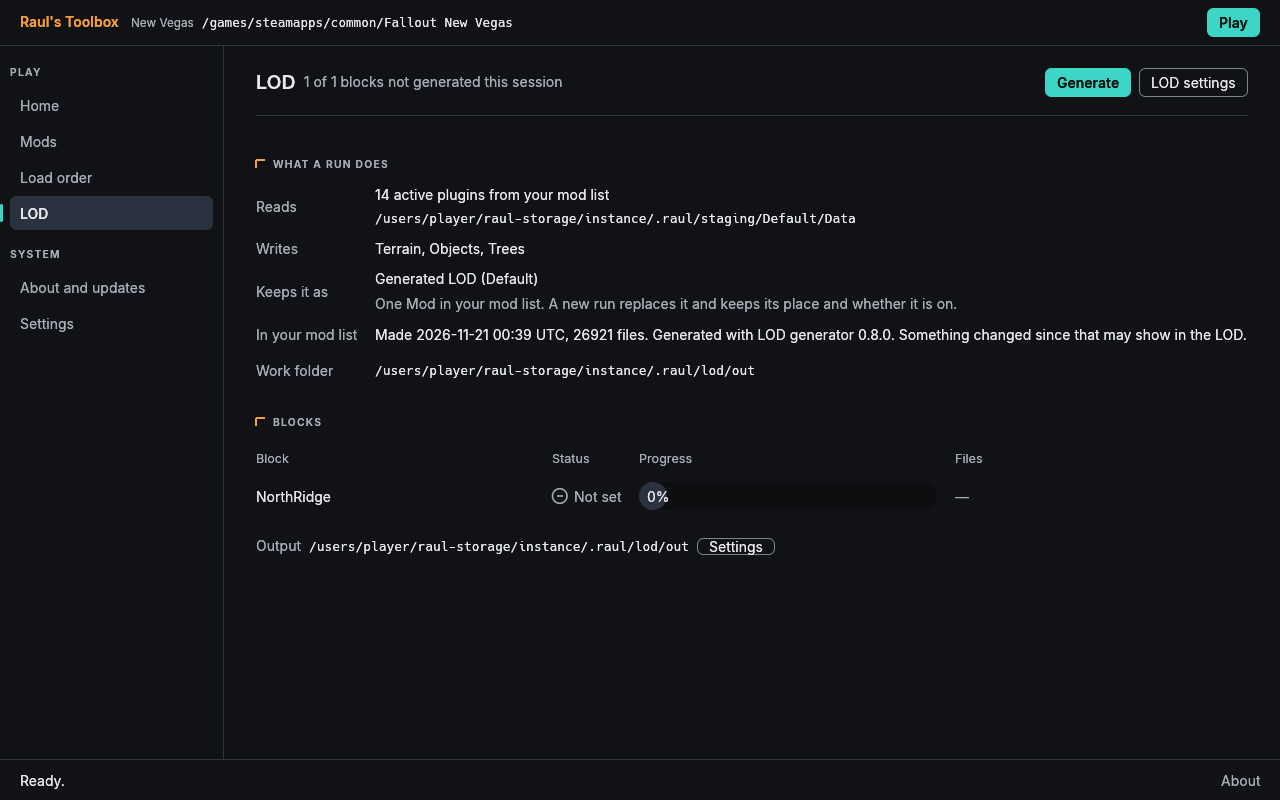 Raul's Toolbox New Vegas /games/steamapps/common/Fallout New Vegas Play
PLAY
Home
Mods
Load order
LOD
SYSTEM
About and updates
Settings
LOD 1 of 1 blocks not generated this session Generate LOD settings
WHAT A RUN DOES
Reads 14 active plugins from your mod list
/users/player/raul-storage/instance/.raul/staging/Default/Data
Writes Terrain, Objects, Trees
Keeps it as Generated LOD (Default)
One Mod in your mod list. A new run replaces it and keeps its place and whether it is on.
In your mod list Made 2026-11-21 00:39 UTC, 26921 files. Generated with LOD generator 0.8.0. Something changed since that may show in the LOD.
Work folder /users/player/raul-storage/instance/.raul/lod/out
BLOCKS
Block Status Progress Files
NorthRidge Not set 0% —
Output /users/player/raul-storage/instance/.raul/lod/out Settings
Ready. About